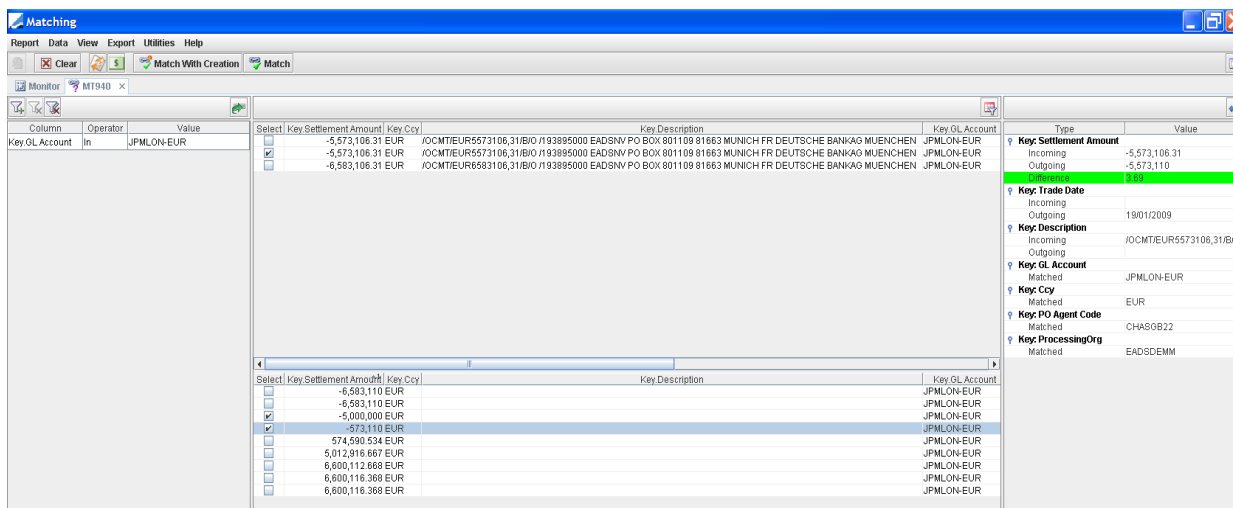 Matching
Report Data View Export Utilities Help
Clear $ Match With Creation Match
Monitor MT940
Column Operator Value
Key.GL Account In JPMLON-EUR
Select Key.Settlement Amount Key.Ccy Key.Description Key.GL Account
-5,573,106.31 EUR /OCMT/EUR5573106,31/B/O /193895000 EADSNV PO BOX 801109 81663 MUNICH FR DEUTSCHE BANKAG MUENCHEN JPMLON-EUR
-5,573,106.31 EUR /OCMT/EUR5573106,31/B/O /193895000 EADSNV PO BOX 801109 81663 MUNICH FR DEUTSCHE BANKAG MUENCHEN JPMLON-EUR
-6,583,106.31 EUR /OCMT/EUR6583106,31/B/O /193895000 EADSNV PO BOX 801109 81663 MUNICH FR DEUTSCHE BANKAG MUENCHEN JPMLON-EUR
Select Key.Settlement Amount Key.Ccy Key.Description Key.GL Account
-6,583,110 EUR JPMLON-EUR
-6,583,110 EUR JPMLON-EUR
-5,000,000 EUR JPMLON-EUR
-573,110 EUR JPMLON-EUR
574,590.534 EUR JPMLON-EUR
5,012,916.667 EUR JPMLON-EUR
6,600,112.668 EUR JPMLON-EUR
6,600,116.368 EUR JPMLON-EUR
6,600,116.368 EUR JPMLON-EUR
Type Value
Key: Settlement Amount
Incoming -5,573,106.31
Outgoing -5,573,110
Difference 3.69
Key: Trade Date
Incoming
Outgoing 19/01/2009
Key: Description
Incoming /OCMT/EUR5573106,31/B/
Outgoing
Key: GL Account
Matched JPMLON-EUR
Key: Ccy
Matched EUR
Key: PO Agent Code
Matched CHASGB22
Key: ProcessingOrg
Matched EADSDEMM